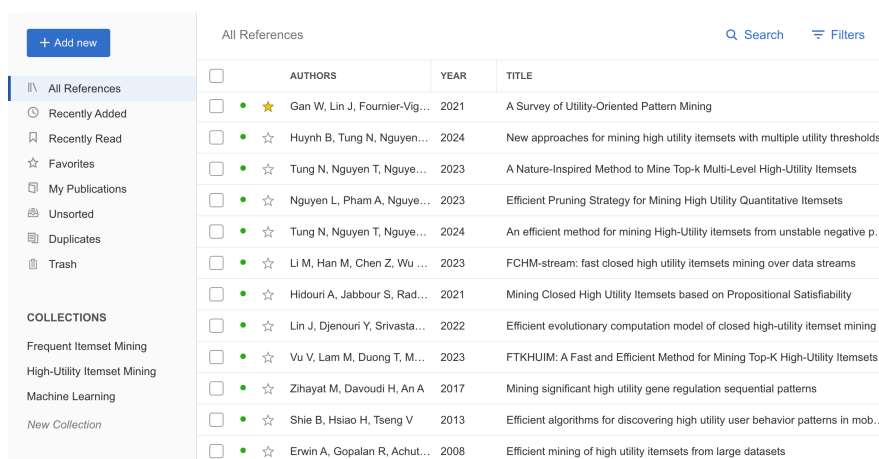 + Add new
All References
Recently Added
Recently Read
Favorites
My Publications
Unsorted
Duplicates
Trash
COLLECTIONS
Frequent Itemset Mining
High-Utility Itemset Mining
Machine Learning
New Collection
All References Search Filters
AUTHORS YEAR TITLE
Gan W, Lin J, Fournier-Vig... 2021 A Survey of Utility-Oriented Pattern Mining
Huynh B, Tung N, Nguyen... 2024 New approaches for mining high utility itemsets with multiple utility thresholds
Tung N, Nguyen T, Nguye... 2023 A Nature-Inspired Method to Mine Top-k Multi-Level High-Utility Itemsets
Nguyen L, Pham A, Nguye... 2023 Efficient Pruning Strategy for Mining High Utility Quantitative Itemsets
Tung N, Nguyen T, Nguye... 2024 An efficient method for mining High-Utility itemsets from unstable negative p...
Li M, Han M, Chen Z, Wu ... 2023 FCHM-stream: fast closed high utility itemsets mining over data streams
Hidouri A, Jabbour S, Rad... 2021 Mining Closed High Utility Itemsets based on Propositional Satisfiability
Lin J, Djenouri Y, Srivasta... 2022 Efficient evolutionary computation model of closed high-utility itemset mining
Vu V, Lam M, Duong T, M... 2023 FTKHUIM: A Fast and Efficient Method for Mining Top-K High-Utility Itemsets
Zihayat M, Davoudi H, An A 2017 Mining significant high utility gene regulation sequential patterns
Shie B, Hsiao H, Tseng V 2013 Efficient algorithms for discovering high utility user behavior patterns in mob...
Erwin A, Gopalan R, Achut... 2008 Efficient mining of high utility itemsets from large datasets